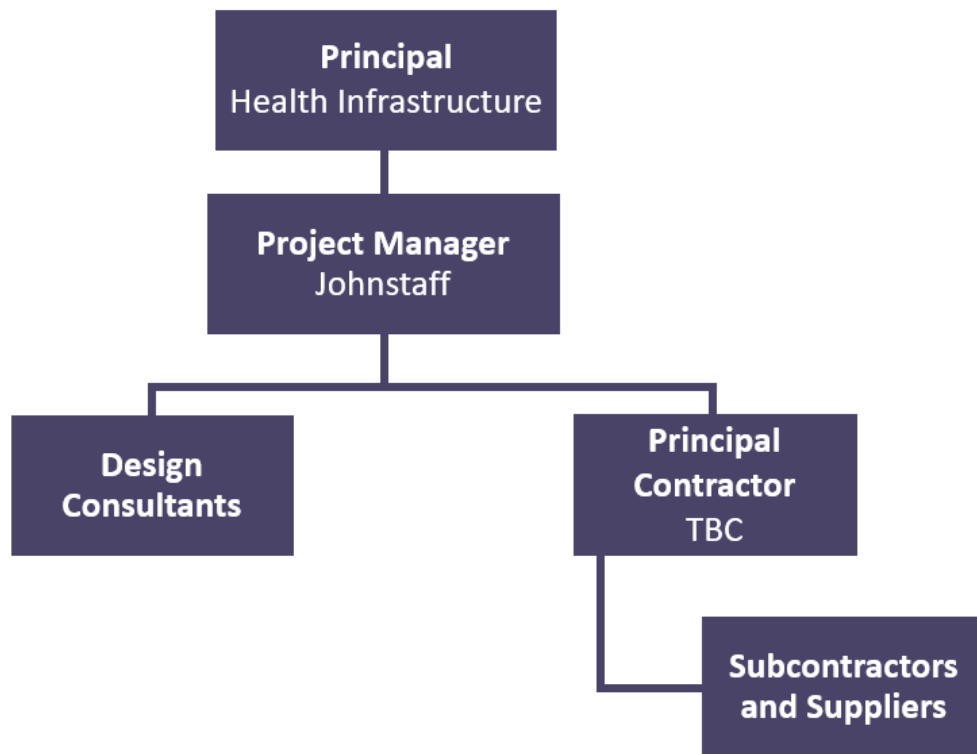 Principal
Health Infrastructure
Project Manager
Johnstaff
Design
Consultants
Principal
Contractor
TBC
Subcontractors
and Suppliers